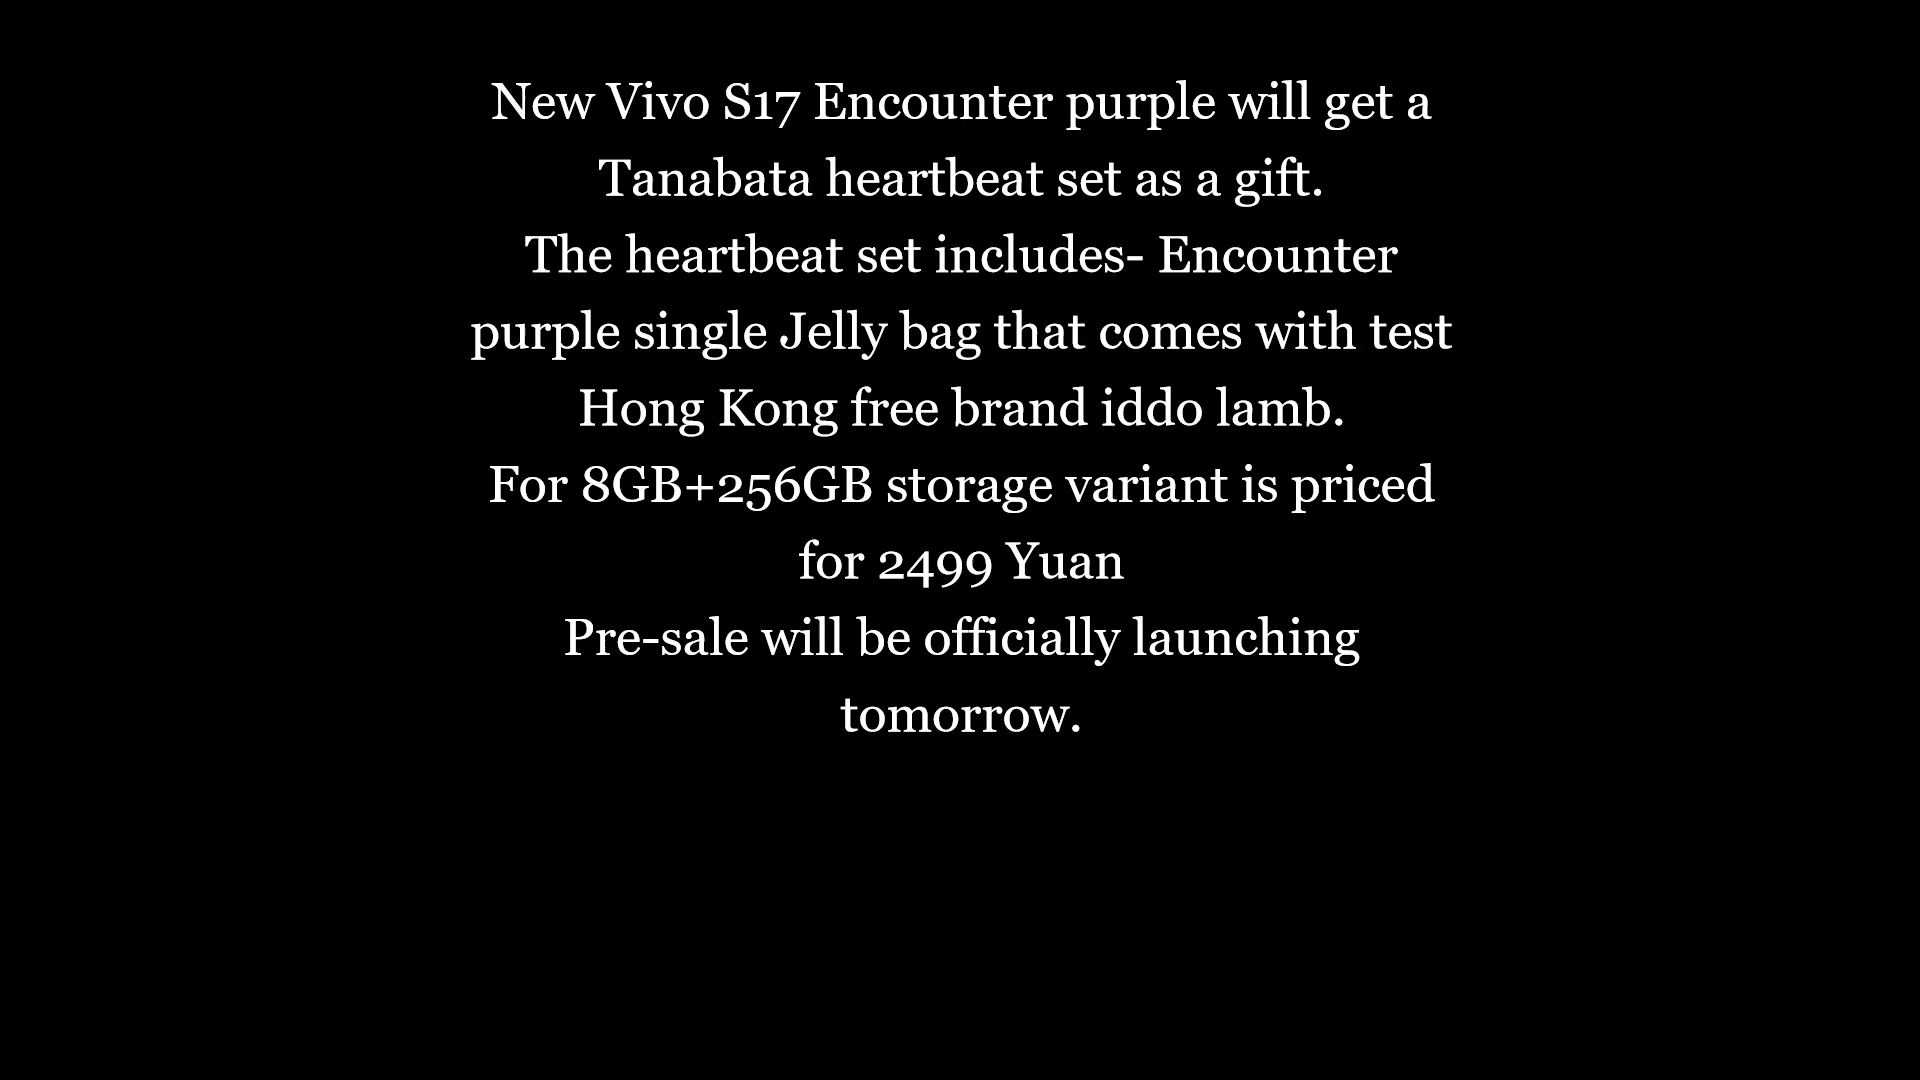 New Vivo S17 Encounter purple will get a
Tanabata heartbeat set as a gift.
The heartbeat set includes- Encounter
purple single Jelly bag that comes with test
Hong Kong free brand iddo lamb.
For 8GB+256GB storage variant is priced
for 2499 Yuan
Pre-sale will be officially launching
tomorrow.